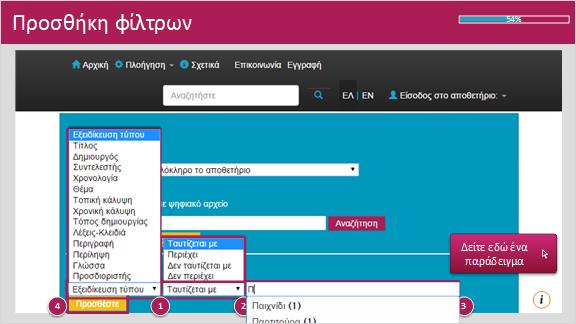 Προσθήκη φίλτρων
54%
Αρχική Πλοήγηση Σχετικά Επικοινωνία Εγγραφή
Αναζητήστε
ΕΛ | EN Είσοδος στο αποθετήριο:
Εξειδίκευση τύπου
Τίτλος
Δημιουργός
Συντελεστής
Χρονολογία
Θέμα
Τοπική κάλυψη
Χρονική κάλυψη
Τόπος δημιουργίας
Λέξεις-Κλειδιά
Περιγραφή
Περίληψη
Γλώσσα
Προσδιοριστής
λόκληρο το αποθετήριο
ε ψηφιακό αρχείο
Αναζήτηση
Ταυτίζεται με
Περιέχει
Δεν ταυτίζεται με
Δεν περιέχει
Δείτε εδώ ένα
παράδειγμα
Εξειδίκευση τύπου
Ταυτίζεται με
Π
4
Προσθέστε
1
2
3
i
Παιχνίδι (1)
Παρτιτούρα (1)